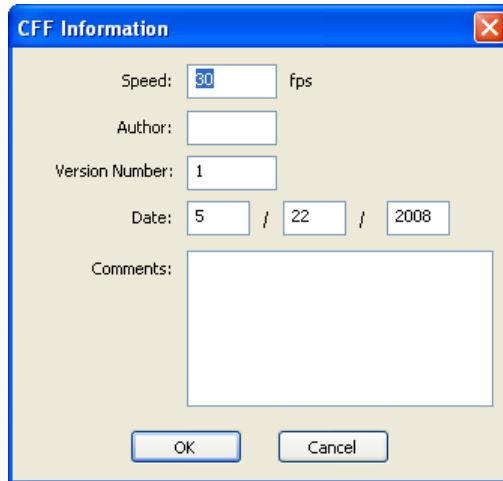 CFF Information
Speed: 30 fps
Author:
Version Number: 1
Date: 5 / 22 / 2008
Comments:
OK Cancel